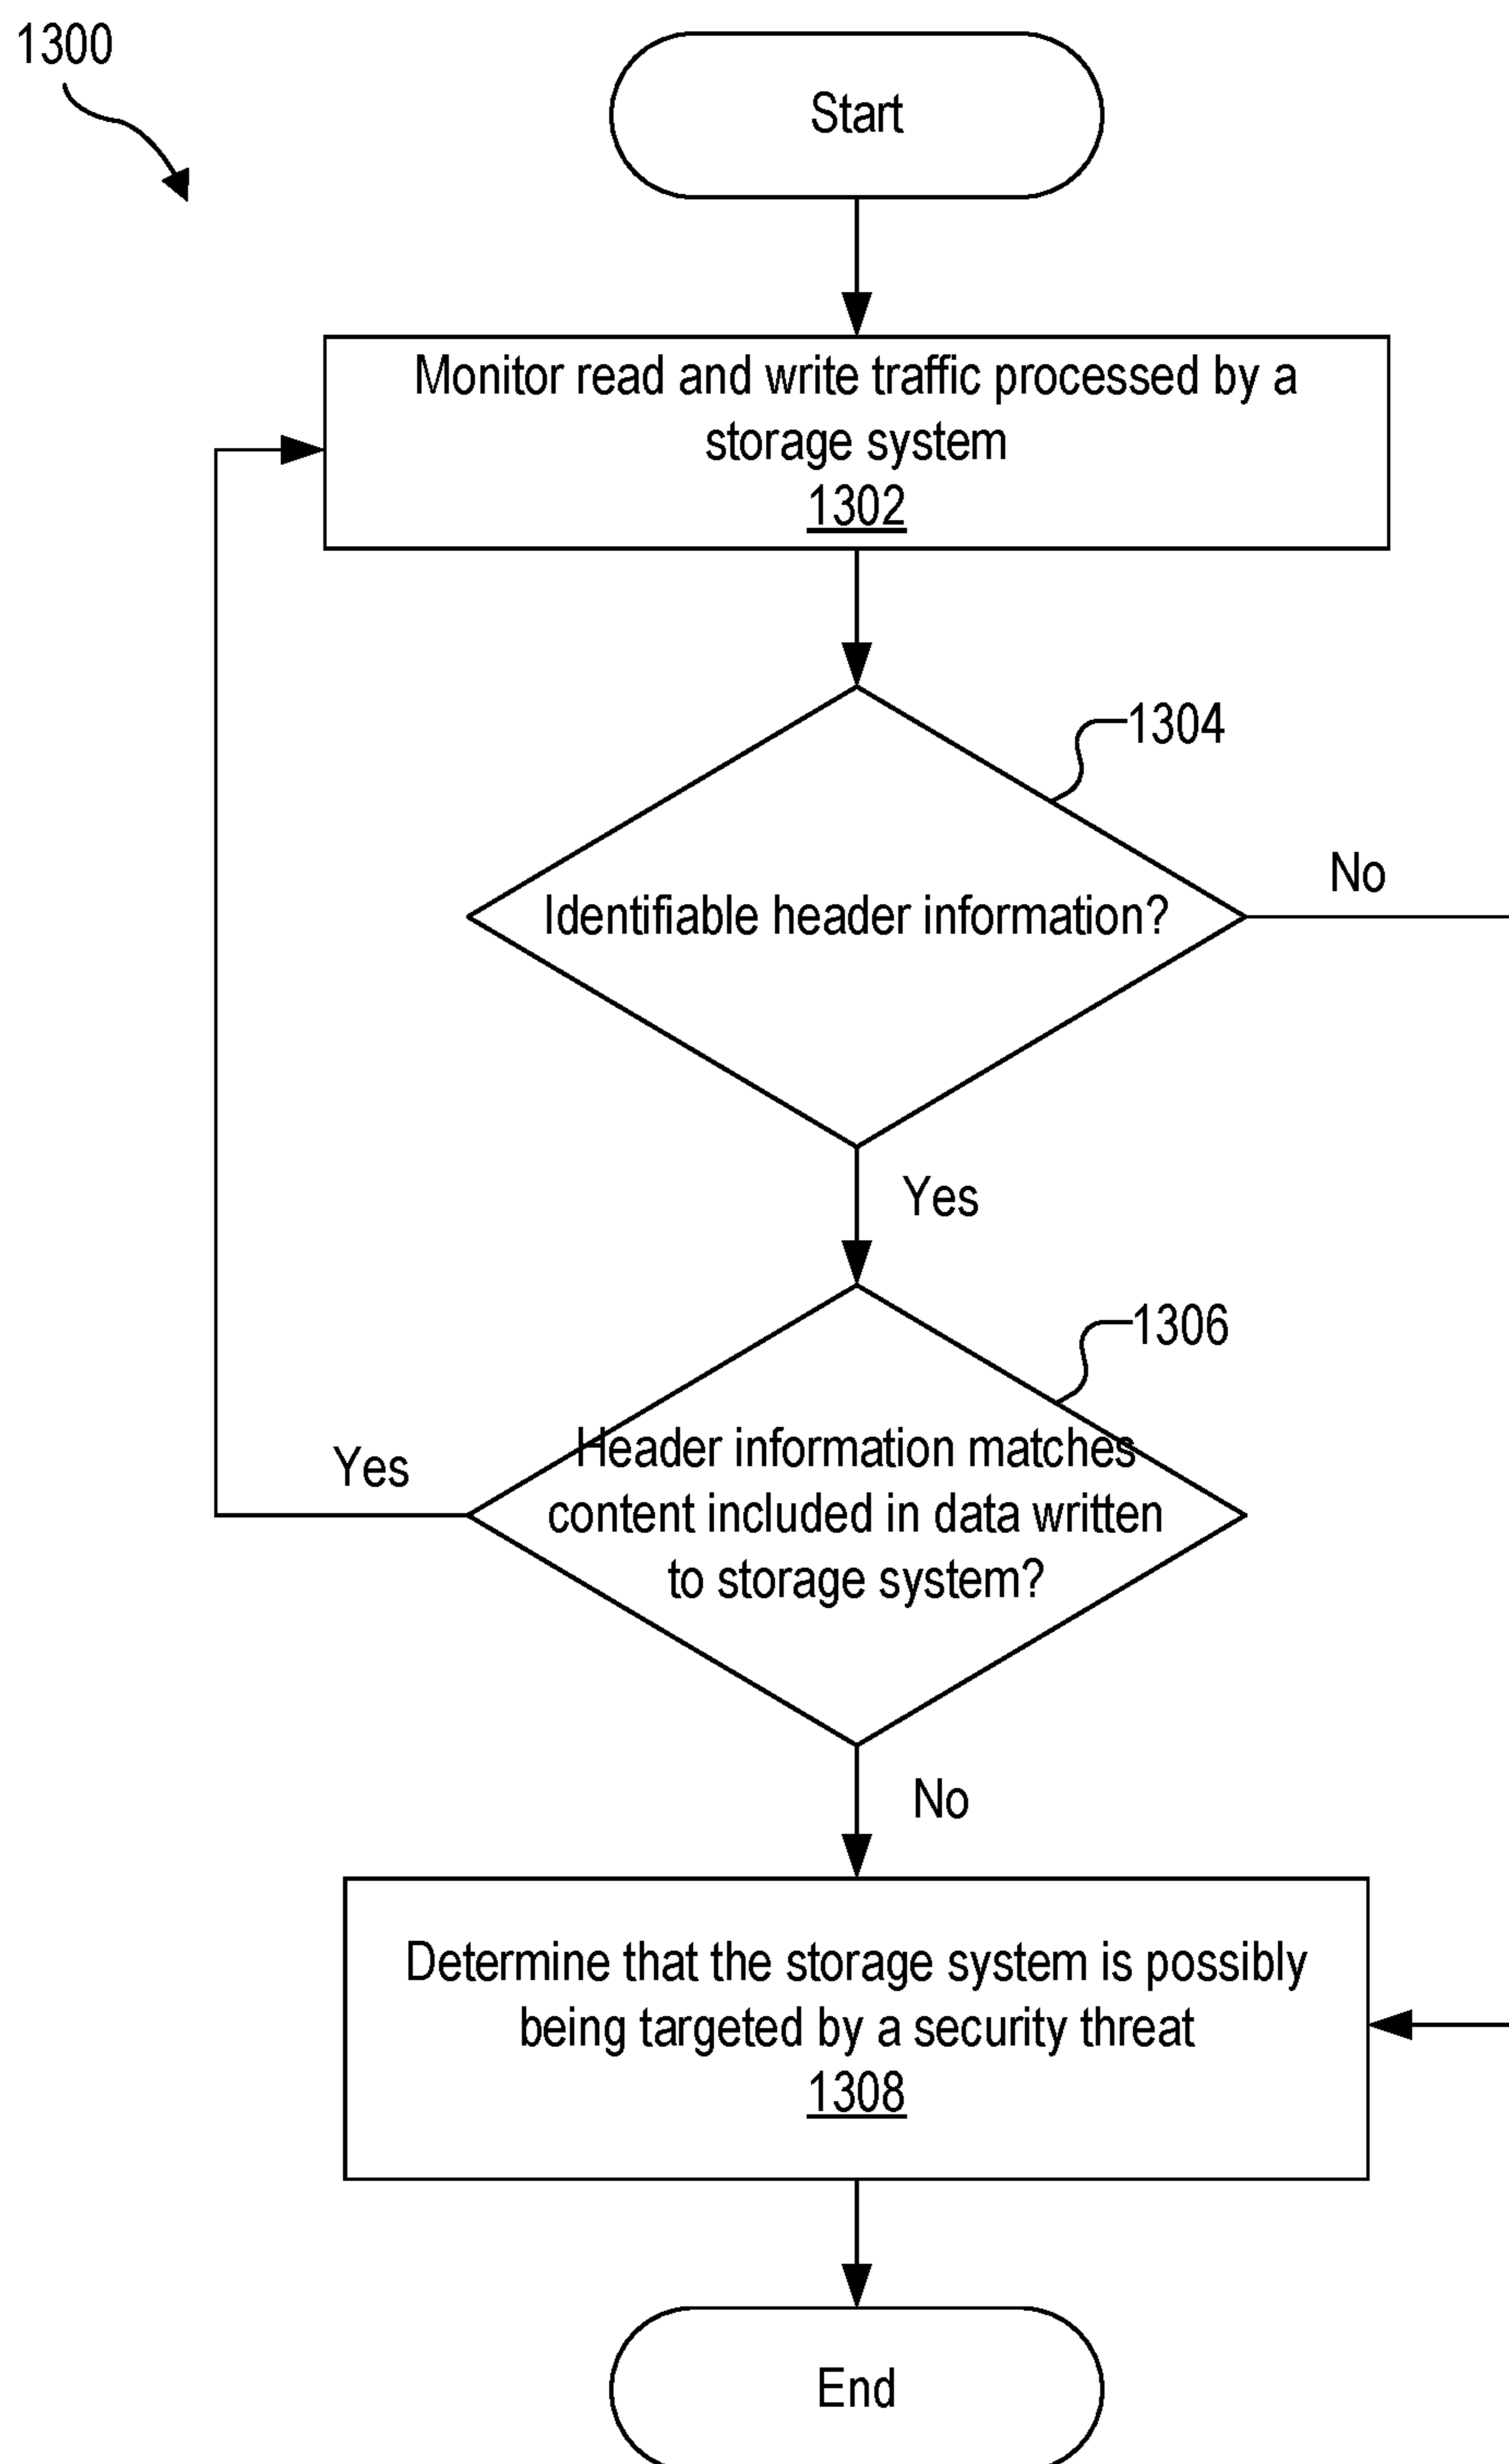 1300
Start
Monitor read and write traffic processed by a
storage system
1302
1304
Identifiable header information?
No
Yes
1306
Header information matches
content included in data written
to storage system?
Yes
No
Determine that the storage system is possibly
being targeted by a security threat
1308
End